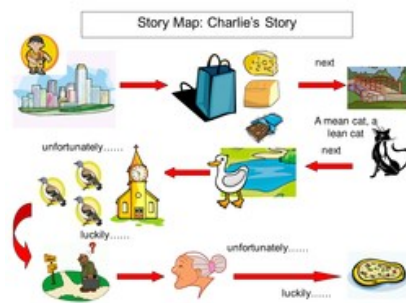 Story Map: Charlie's Story
next
A mean cat, a
lean cat
next
unfortunately......
luckily......
?
unfortunately......
luckily......